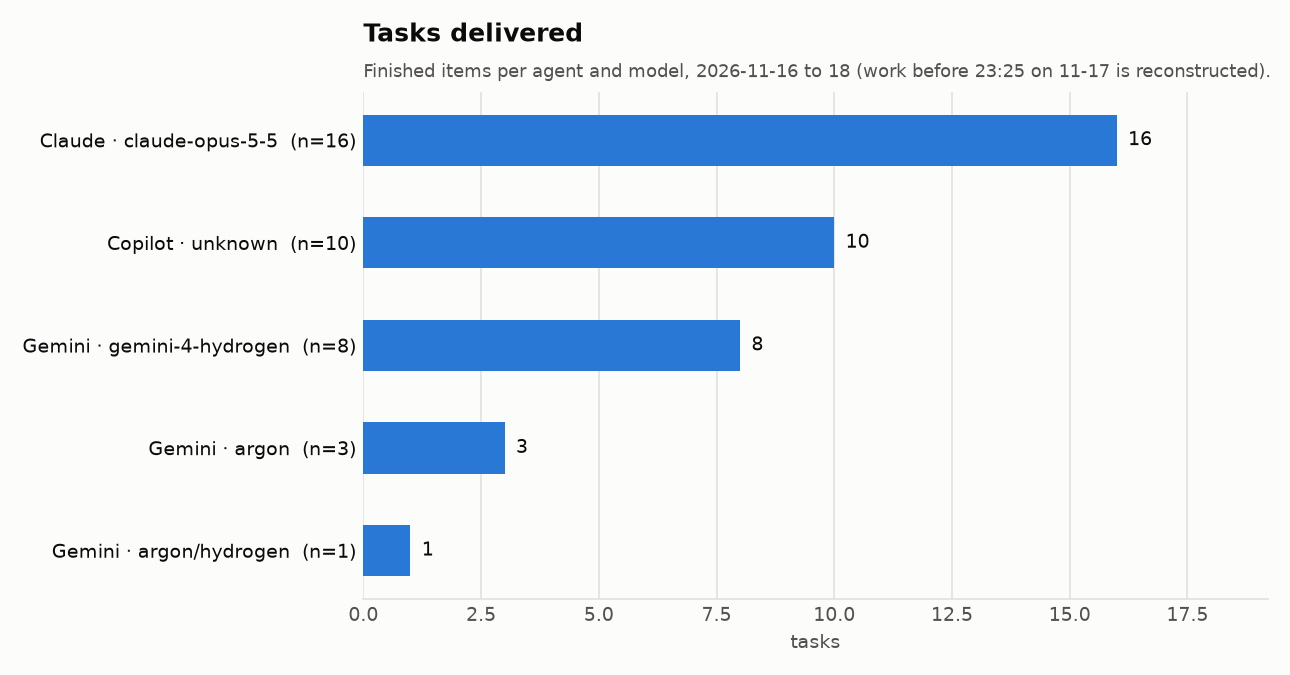 Tasks delivered
Finished items per agent and model, 2026-11-16 to 18 (work before 23:25 on 11-17 is reconstructed).
Claude · claude-opus-5-5 (n=16)
16
Copilot · unknown (n=10)
10
Gemini · gemini-4-hydrogen (n=8)
8
Gemini · argon (n=3)
3
Gemini · argon/hydrogen (n=1)
1
0.0 2.5 5.0 7.5 10.0 12.5 15.0 17.5
tasks